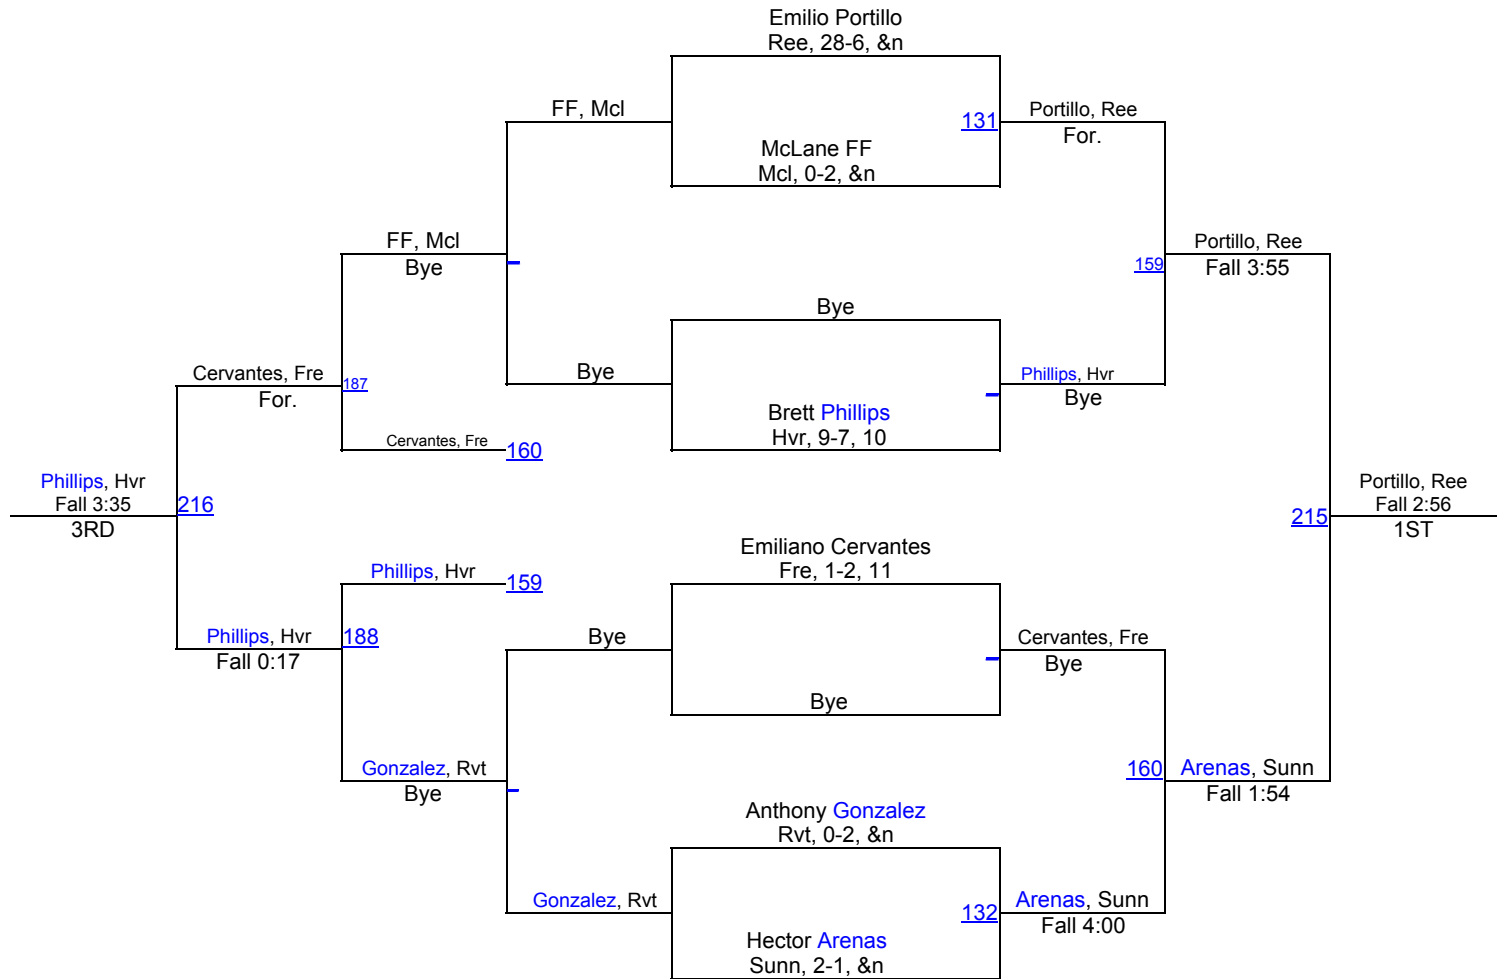 Emilio Portillo
Ree, 28-6, &n
FF, Mcl
131
Portillo, Ree
For.
McLane FF
Mcl, 0-2, &n
FF, Mcl
Bye
Portillo, Ree
Fall 3:55
159
Bye
Cervantes, Fre
For.
187
Bye
Phillips, Hvr
Bye
Brett Phillips
Hvr, 9-7, 10
Cervantes, Fre
160
Phillips, Hvr
Fall 3:35
3RD
216
215
Portillo, Ree
Fall 2:56
1ST
Emiliano Cervantes
Fre, 1-2, 11
Phillips, Hvr
159
Phillips, Hvr
Fall 0:17
188
Bye
Cervantes, Fre
Bye
Bye
Gonzalez, Rvt
Bye
160
Arenas, Sunn
Fall 1:54
Anthony Gonzalez
Rvt, 0-2, &n
Gonzalez, Rvt
132
Arenas, Sunn
Fall 4:00
Hector Arenas
Sunn, 2-1, &n